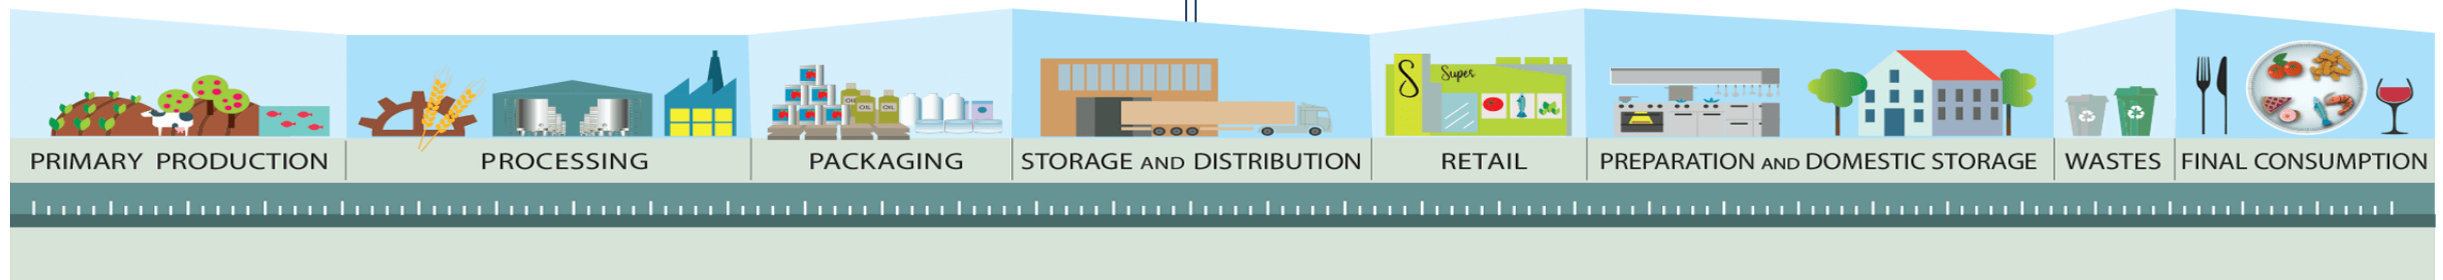 OIL
OIL
OIL
S
Super
PRIMARY PRODUCTION
PROCESSING
PACKAGING
STORAGE AND DISTRIBUTION
RETAIL
PREPARATION AND DOMESTIC STORAGE
WASTES
FINAL CONSUMPTION